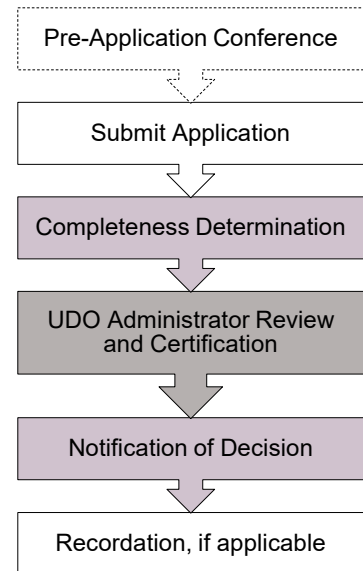 Pre-Application Conference
Submit Application
Completeness Determination
UDO Administrator Review
and Certification
Notification of Decision
Recordation, if applicable